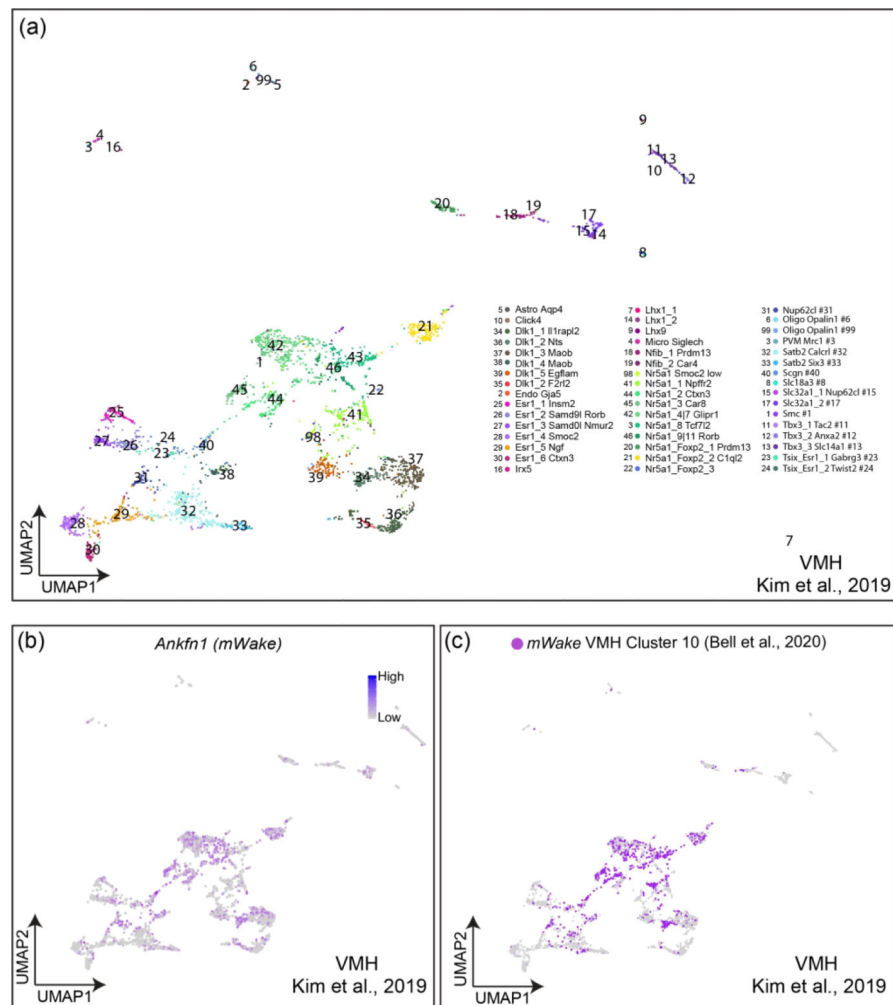 (a)
6
2 99 5
4
3 16
9
11 13
10
12
20
19
18
17
15 14
8
21
42
43
1
46
22
45
44
41
25
24
27 26
40
98
23
37
31
38
39
34
28
29
32
33
35 36
30
7
5 Astro Aqp4
10 Click4
34 Dlk1_1 Il1rapl2
36 Dlk1_2 Nts
37 Dlk1_3 Maob
38 Dlk1_4 Maob
39 Dlk1_5 Egflam
35 Dlk1_2 F2rl2
2 Endo Gja5
25 Esr1_1 Insm2
26 Esr1_2 Samd9l Rorb
27 Esr1_3 Samd0l Nmur2
28 Esr1_4 Smoc2
29 Esr1_5 Ngf
30 Esr1_6 Ctxn3
16 Irx5
7 Lhx1_1
14 Lhx1_2
9 Lhx9
4 Micro Siglech
18 Nfib_1 Prdm13
19 Nfib_2 Car4
98 Nr5a1 Smoc2 low
41 Nr5a1_1 Npffr2
44 Nr5a1_2 Ctxn3
45 Nr5a1_3 Car8
42 Nr5a1_4|7 Glipr1
3 Nr5a1_8 Tcf7l2
46 Nr5a1_9|11 Rorb
20 Nr5a1_Foxp2_1 Prdm13
21 Nr5a1_Foxp2_2 C1ql2
22 Nr5a1_Foxp2_3
31 Nup62cl #31
6 Oligo Opalin1 #6
99 Oligo Opalin1 #99
3 PVM Mrc1 #3
32 Satb2 Calcrl #32
33 Satb2 Six3 #33
40 Scgn #40
8 Slc18a3 #8
15 Slc32a1_1 Nup62cl #15
17 Slc32a1_2 #17
1 Smc #1
11 Tbx3_1 Tac2 #11
12 Tbx3_2 Anxa2 #12
13 Tbx3_3 Slc14a1 #13
23 Tsix_Esr1_1 Gabrg3 #23
24 Tsix_Esr1_2 Twist2 #24
UMAP2
UMAP1
VMH
Kim et al., 2019
(b)
Ankfn1 (mWake)
High
Low
UMAP2
UMAP1
VMH
Kim et al., 2019
(c)
mWake VMH Cluster 10 (Bell et al., 2020)
UMAP2
UMAP1
VMH
Kim et al., 2019